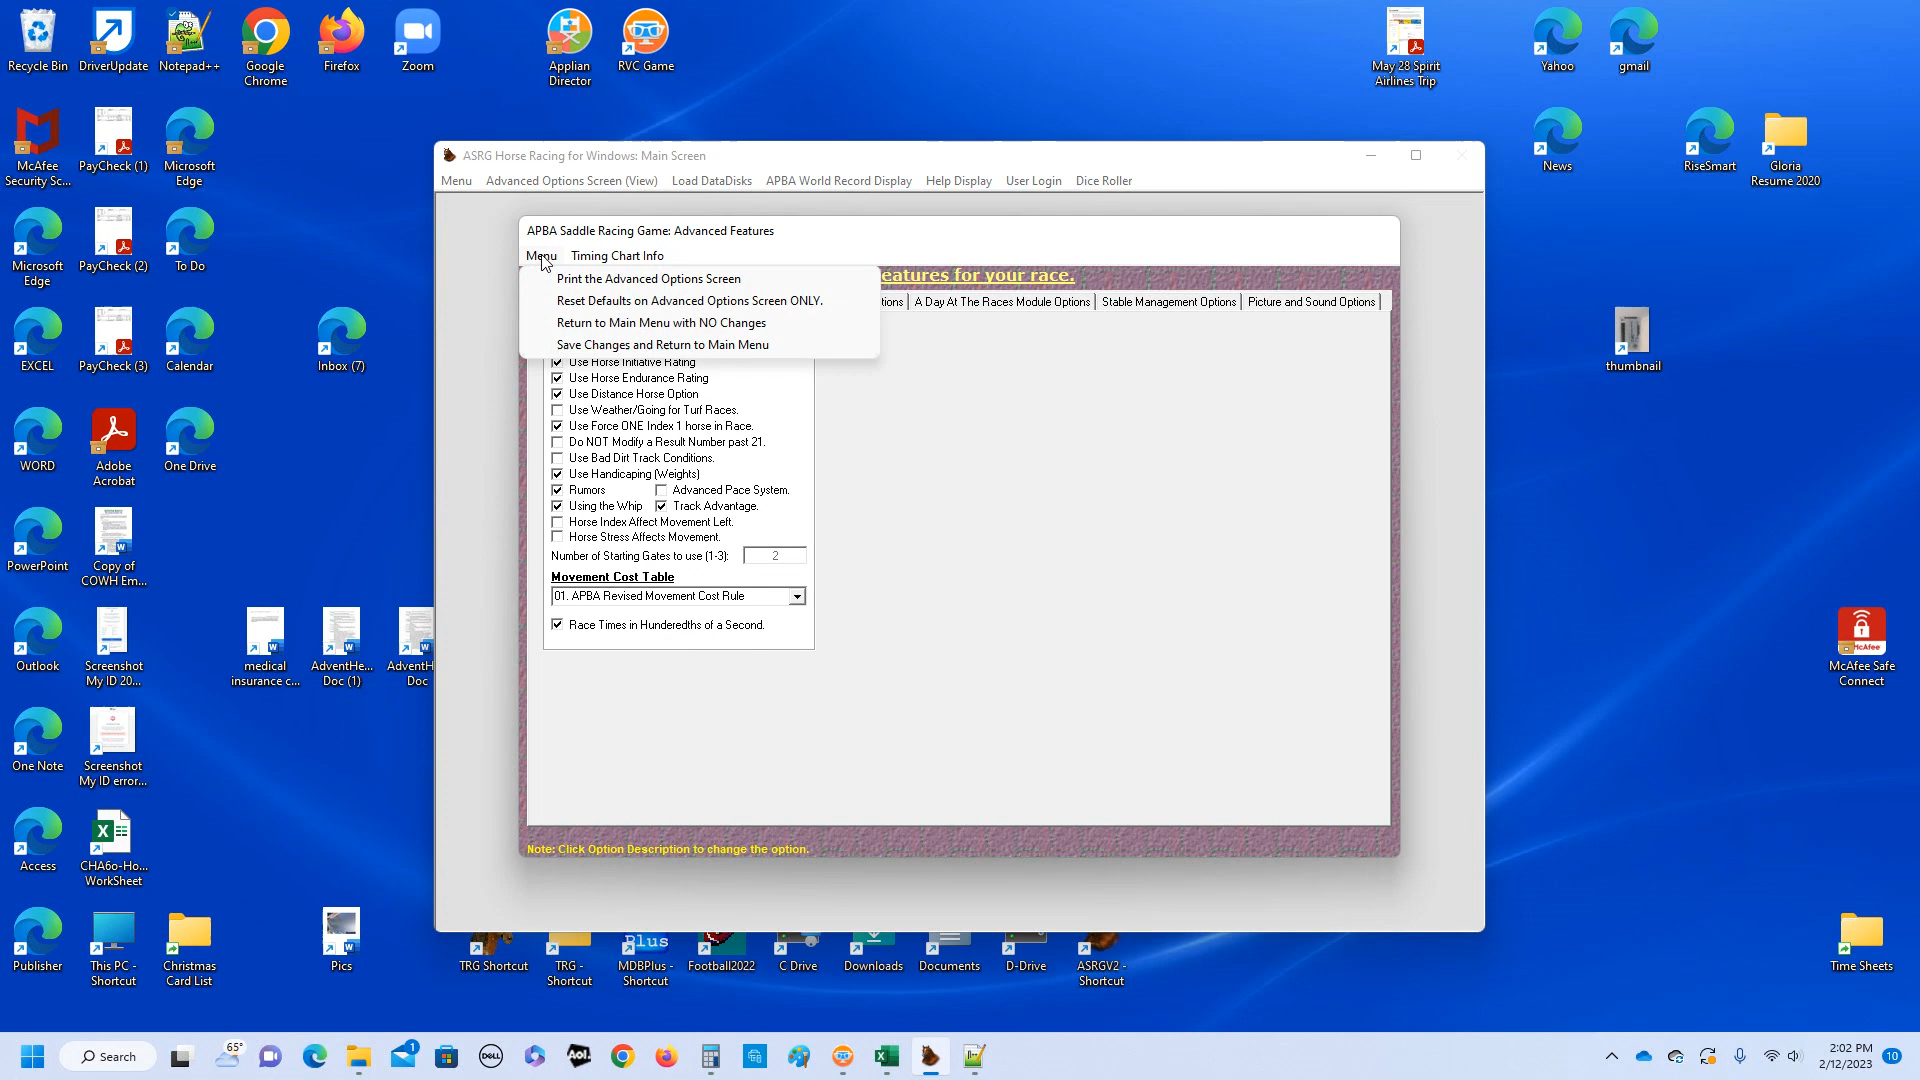 Recycle Bin
DriverUpdate
Notepad++
Google
Chrome
Firefox
Zoom
Applian
Director
RVC Game
May 28 Spirit
Airlines Trip
Yahoo
gmail
McAfee
Security Sc...
PayCheck (1)
Microsoft
Edge
News
RiseSmart
Gloria
Resume 2020
Microsoft
Edge
PayCheck (2)
To Do
EXCEL
PayCheck (3)
Calendar
Inbox (7)
thumbnail
WORD
Adobe
Acrobat
One Drive
PowerPoint
Copy of
COWH Em...
Outlook
Screenshot
My ID 20...
medical
insurance c...
AdventHe...
Doc (1)
AdventH
Doc
McAfee
McAfee Safe
Connect
One Note
Screenshot
My ID error...
Access
CHA6o-Ho...
WorkSheet
Publisher
This PC -
Shortcut
Christmas
Card List
Pics
TRG Shortcut
TRG -
Shortcut
Plus
MDBPlus -
Shortcut
Football2022
C Drive
Downloads
Documents
D-Drive
ASRGV2 -
Shortcut
Time Sheets
ASRG Horse Racing for Windows: Main Screen
Menu Advanced Options Screen (View) Load DataDisks APBA World Record Display Help Display User Login Dice Roller
APBA Saddle Racing Game: Advanced Features
Menu Timing Chart Info
Print the Advanced Options Screen
Reset Defaults on Advanced Options Screen ONLY.
Return to Main Menu with NO Changes
Save Changes and Return to Main Menu
eatures for your race.
tions A Day At The Races Module Options Stable Management Options Picture and Sound Options
Use Horse Initiative Rating
Use Horse Endurance Rating
Use Distance Horse Option
Use Weather/Going for Turf Races.
Use Force ONE Index 1 horse in Race.
Do NOT Modify a Result Number past 21.
Use Bad Dirt Track Conditions.
Use Handicaping (Weights)
Rumors Advanced Pace System.
Using the Whip Track Advantage.
Horse Index Affect Movement Left.
Horse Stress Affects Movement.
Number of Starting Gates to use (1-3): 2
Movement Cost Table
01. APBA Revised Movement Cost Rule
Race Times in Hunderedths of a Second.
Note: Click Option Description to change the option.
Search
65°
1
DELL
Aol.
2:02 PM
2/12/2023
10